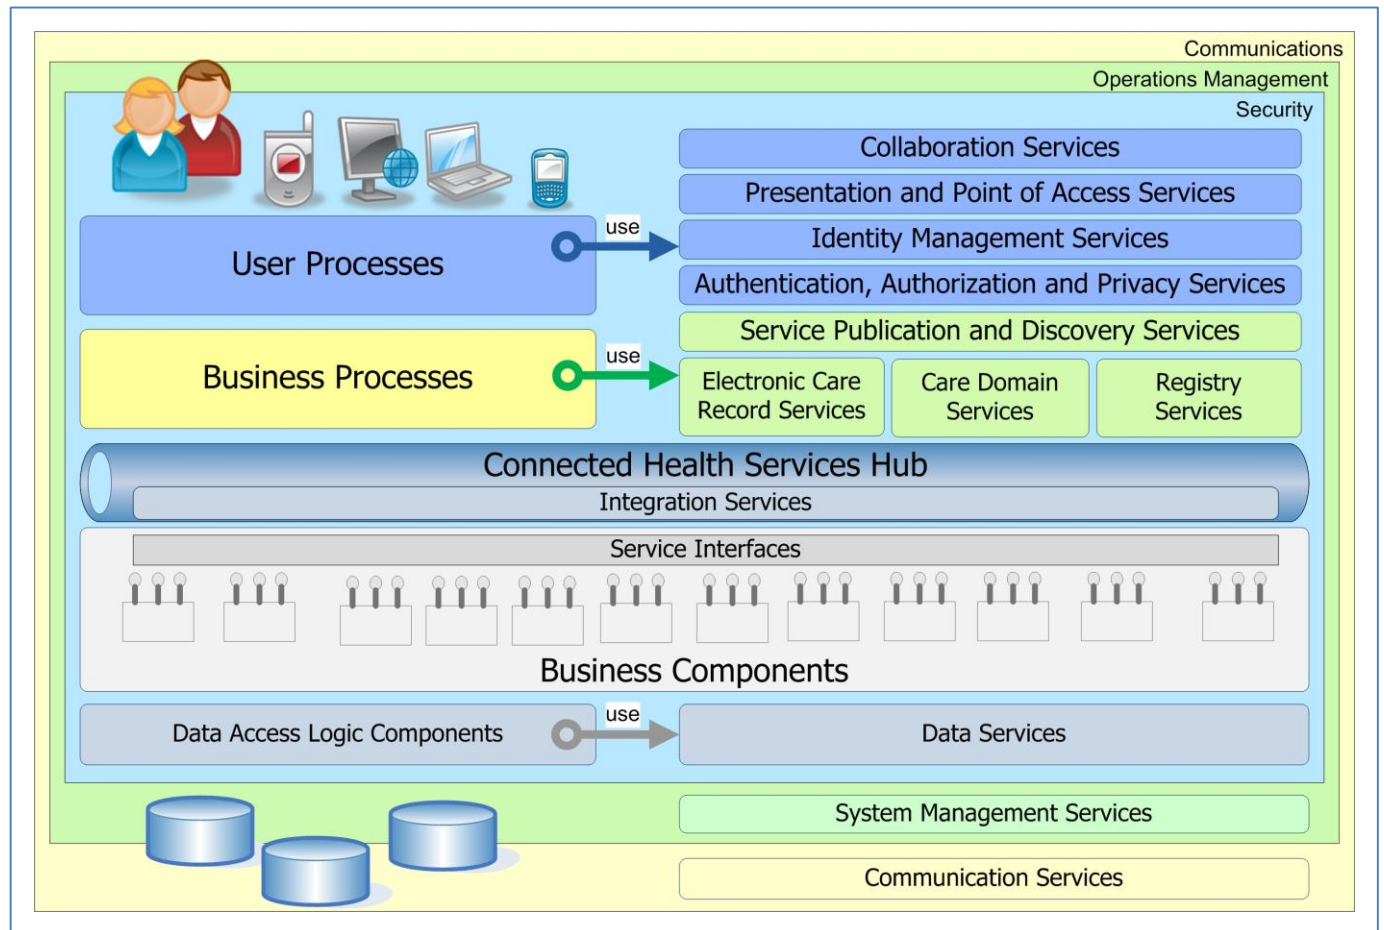 Communications
Operations Management
Security
Collaboration Services
Presentation and Point of Access Services
use
Identity Management Services
User Processes
Authentication, Authorization and Privacy Services
Service Publication and Discovery Services
use
Business Processes
Electronic Care
Record Services
Care Domain
Services
Registry
Services
Connected Health Services Hub
Integration Services
Service Interfaces
Business Components
Data Access Logic Components
use
Data Services
System Management Services
Communication Services